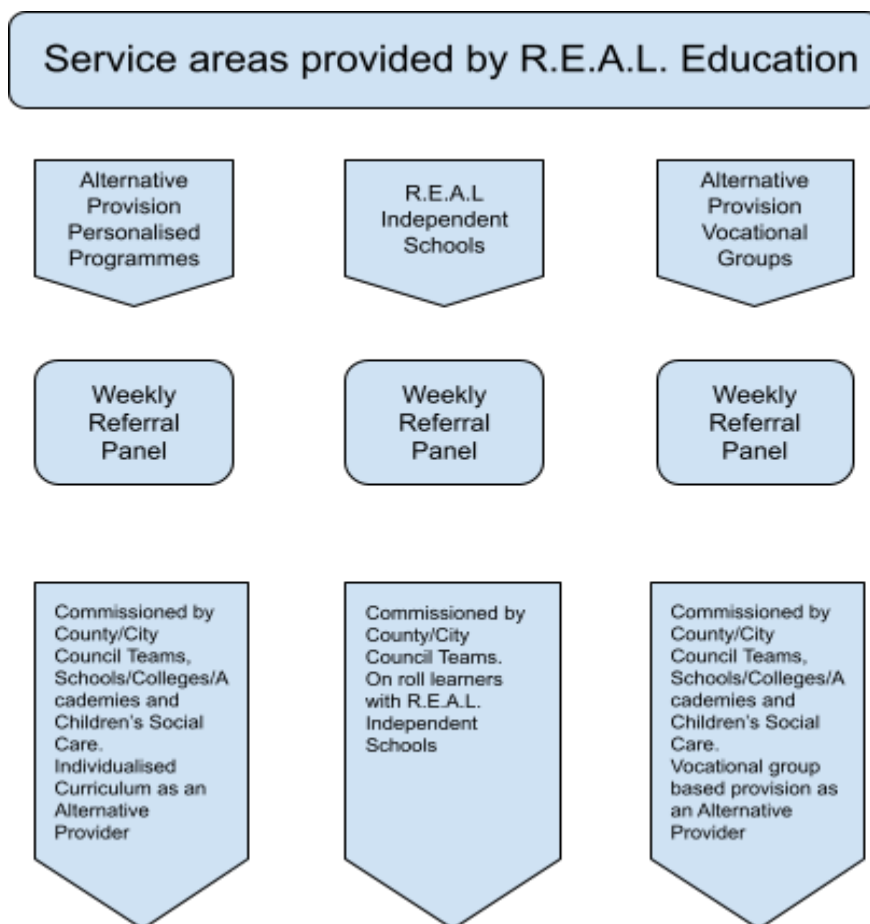 Service areas provided by R.E.A.L. Education
Alternative
Provision
Personalised
Programmes
R.E.A.L
Independent
Schools
Alternative
Provision
Vocational
Groups
Weekly
Referral
Panel
Weekly
Referral
Panel
Weekly
Referral
Panel
Commissioned by
County/City
Council Teams,
Schools/Colleges/A
cademies and
Children's Social
Care.
Individualised
Curriculum as an
Alternative
Provider
Commissioned by
County/City
Council Teams.
On roll learners
with R.E.A.L.
Independent
Schools
Commissioned by
County/City
Council Teams,
Schools/Colleges/A
cademies and
Children's Social
Care.
Vocational group
based provision as
an Alternative
Provider